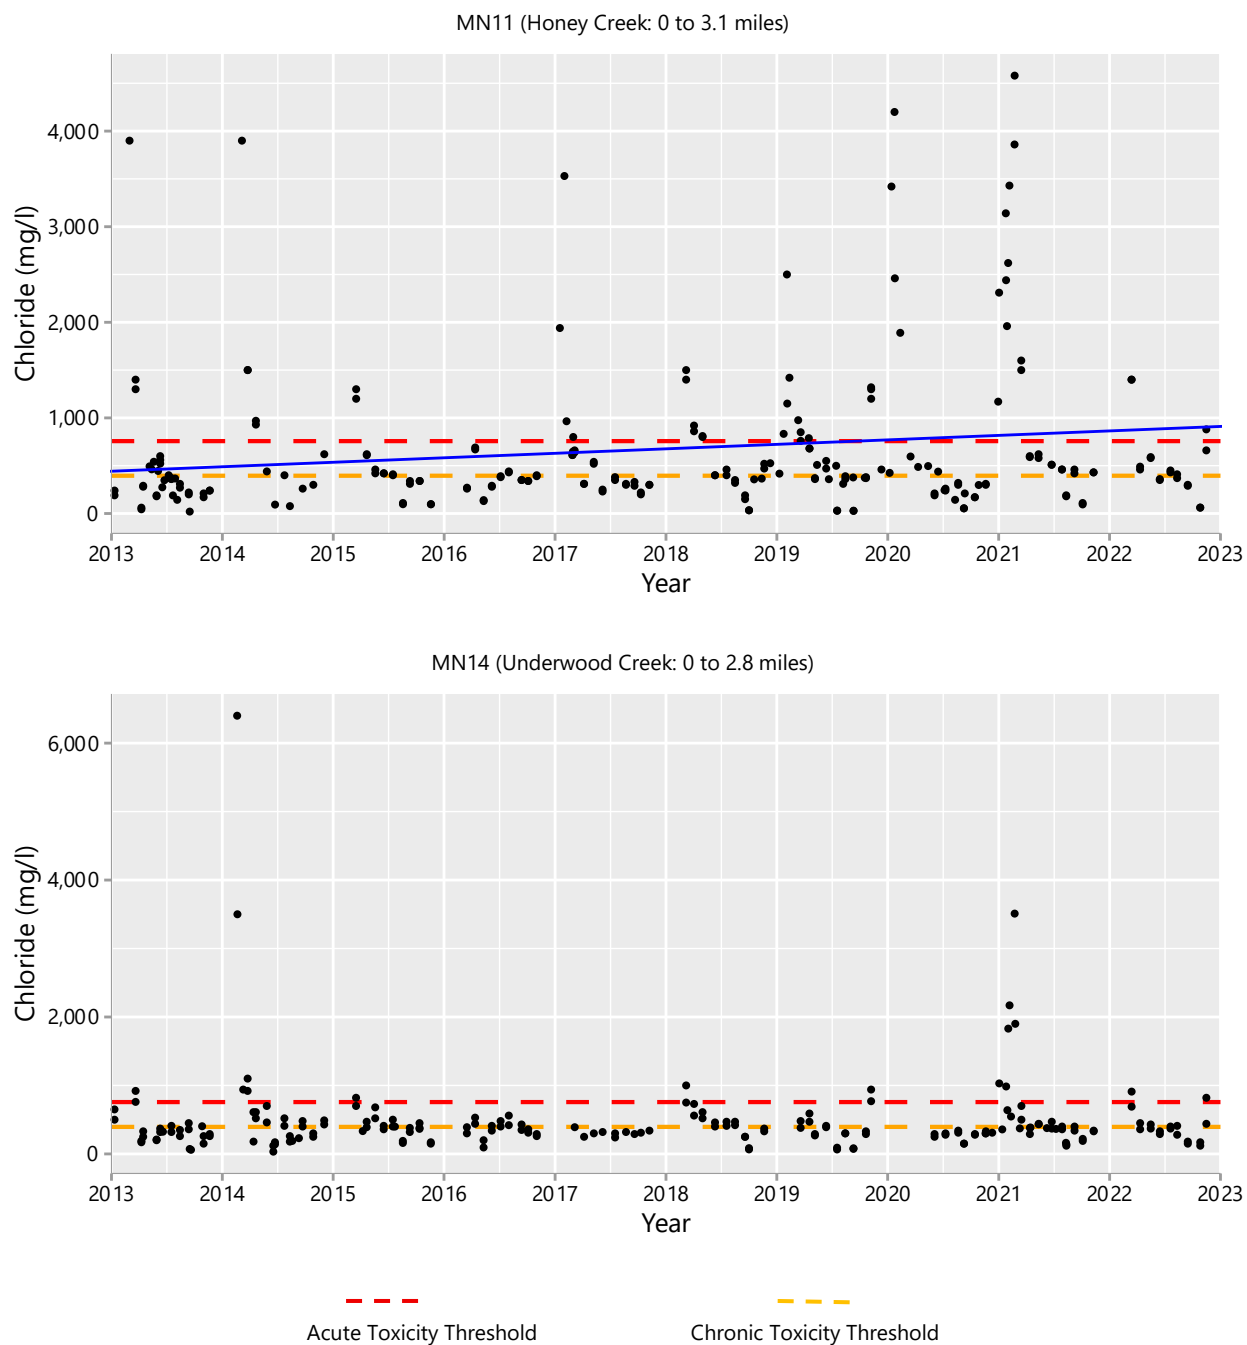 MN11 (Honey Creek: 0 to 3.1 miles)
Chloride (mg/l)
4,000
3,000
2,000
1,000
0
2013 2014 2015 2016 2017 2018 2019 2020 2021 2022 2023
Year
MN14 (Underwood Creek: 0 to 2.8 miles)
Chloride (mg/l)
6,000
4,000
2,000
0
2013 2014 2015 2016 2017 2018 2019 2020 2021 2022 2023
Year
Acute Toxicity Threshold Chronic Toxicity Threshold